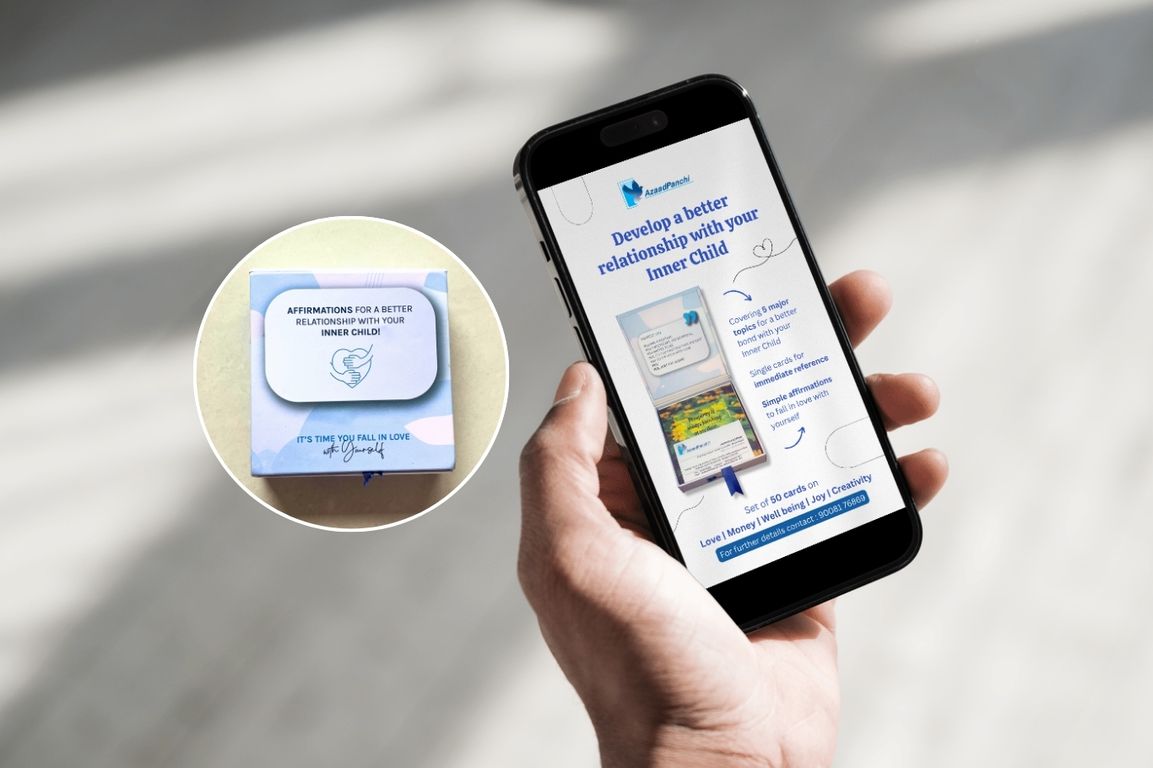 AFFIRMATIONS FOR A BETTER
RELATIONSHIP WITH YOUR
INNER CHILD!
IT'S TIME YOU FALL IN LOVE
with Yourself
AzaadPanchi
Develop a better
relationship with your
Inner Child
Covering 5 major
topics for a better
bond with your
Inner Child
Single cards for
immediate reference
Simple affirmations
to fall in love with
yourself
AzaadPanchi
Set of 50 cards on
Love | Money | Well being | Joy | Creativity
For further details contact : 90081 76869